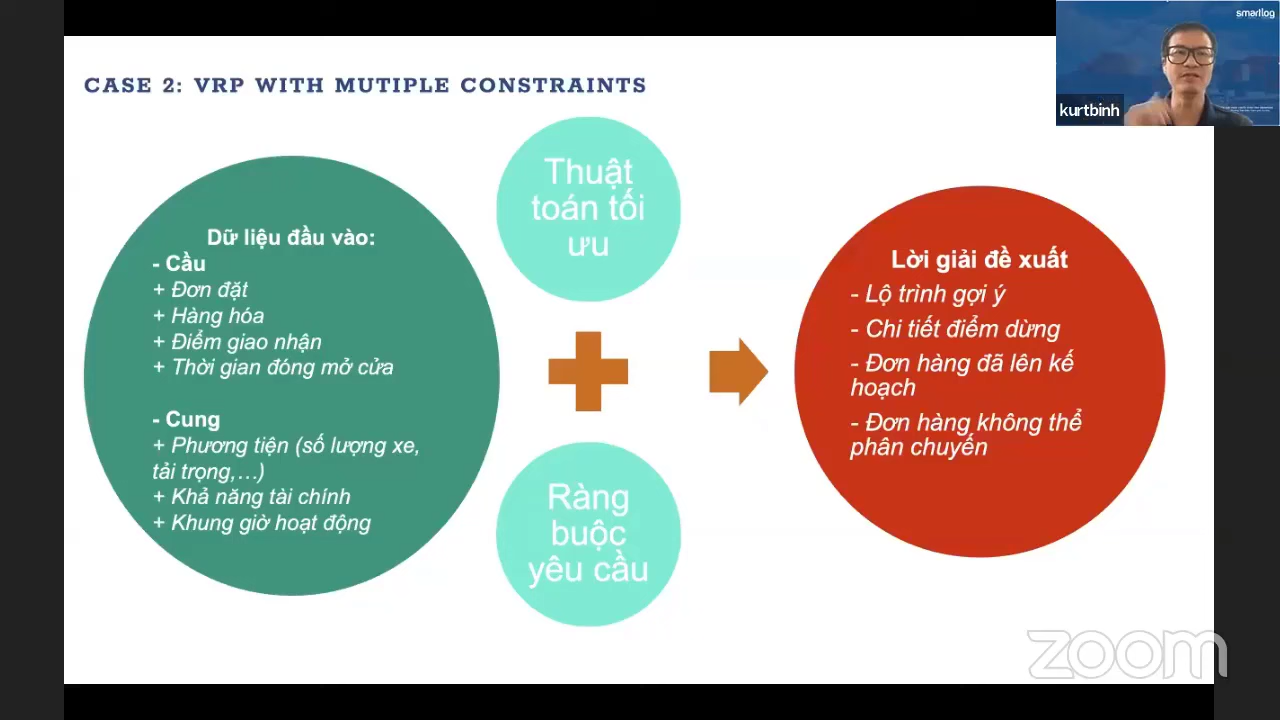 CASE 2: VRP WITH MUTIPLE CONSTRAINTS
Dữ liệu đầu vào:
- Cầu
+ Đơn đặt
+ Hàng hóa
+ Điểm giao nhận
+ Thời gian đóng mở cửa
- Cung
+ Phương tiện (số lượng xe,
tải trọng,...)
+ Khả năng tài chính
+ Khung giờ hoạt động
Thuật
toán tối
ưu
Ràng
buộc
yêu cầu
Lời giải đề xuất
- Lộ trình gợi ý
- Chi tiết điểm dừng
- Đơn hàng đã lên kế
hoạch
- Đơn hàng không thể
phân chuyến
smartlog
kurtbinh
zoom